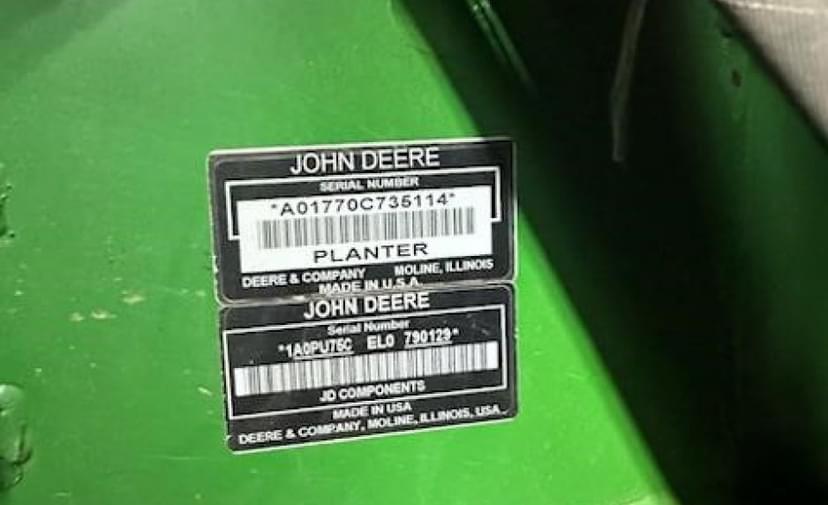 JOHN DEERE
SERIAL NUMBER
*A01770C735114*
PLANTER
DEERE & COMPANY MOLINE, ILLINOIS
MADE IN U.S.A.
JOHN DEERE
Serial Number
*1A0PU75C EL0 790129*
JD COMPONENTS
MADE IN USA
DEERE & COMPANY, MOLINE, ILLINOIS, USA